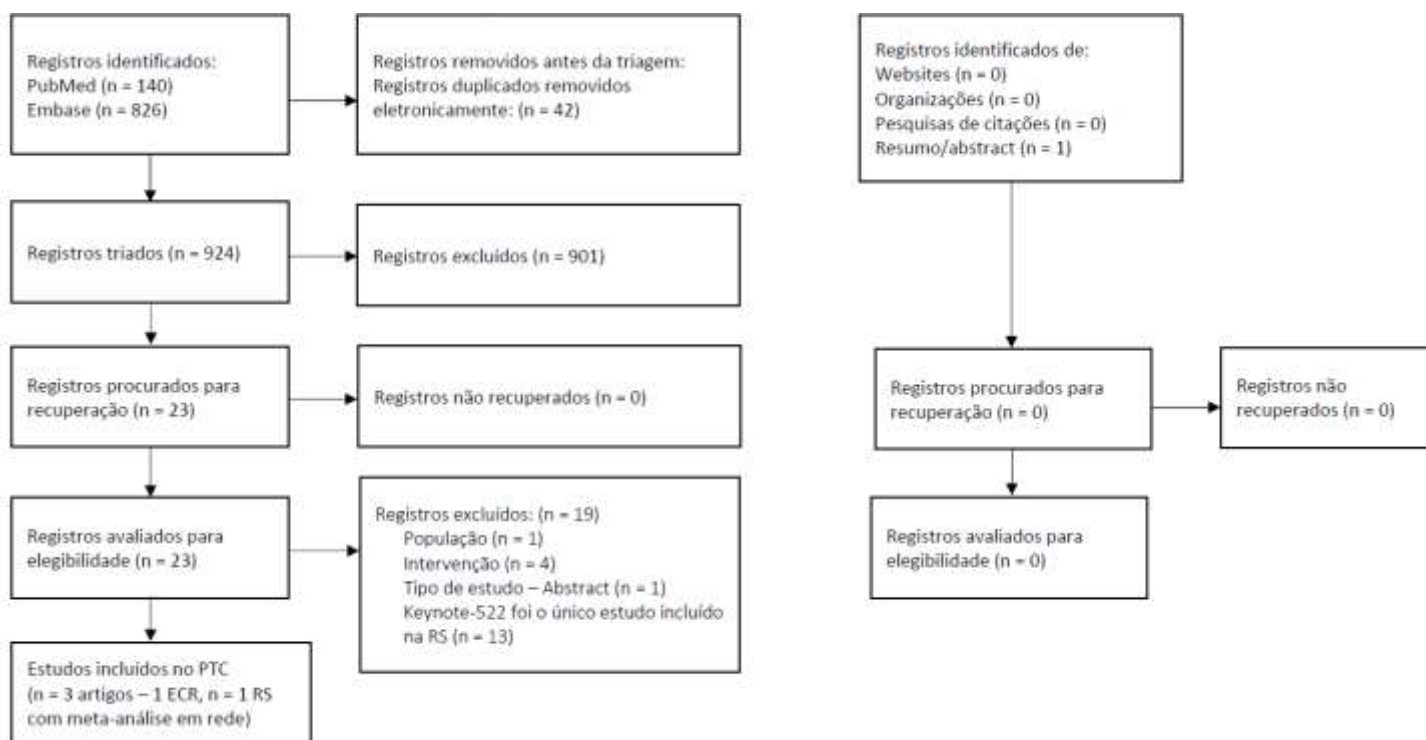 Registros identificados:
PubMed (n = 140)
Embase (n = 826)
Registros removidos antes da triagem:
Registros duplicados removidos
eletronicamente: (n = 42)
Registros triados (n = 924)
Registros excluídos (n = 901)
Registros procurados para
recuperação (n = 23)
Registros não recuperados (n = 0)
Registros avaliados para
elegibilidade (n = 23)
Registros excluídos: (n = 19)
População (n = 1)
Intervenção (n = 4)
Tipo de estudo – Abstract (n = 1)
Keynote-522 foi o único estudo incluído
na RS (n = 13)
Estudos incluídos no PTC
(n = 3 artigos – 1 ECR, n = 1 RS
com meta-análise em rede)
Registros identificados de:
Websites (n = 0)
Organizações (n = 0)
Pesquisas de citações (n = 0)
Resumo/abstract (n = 1)
Registros procurados para
recuperação (n = 0)
Registros não
recuperados (n = 0)
Registros avaliados para
elegibilidade (n = 0)